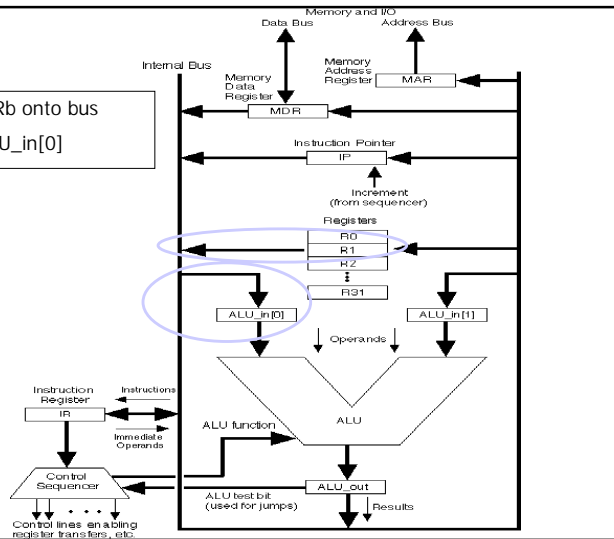 Memory and I/O
Data Bus
Address Bus
Internal Bus
Memory
Data
Register
MDR
Memory
Address
Register
MAR
Rb onto bus
U_in[0]
Instruction Pointer
IP
Increment
(from sequencer)
Registers
R0
R1
R2
R31
ALU_in[0]
ALU_in[1]
Operands
Instruction
Register
IR
Instructions
Immediate
Operands
ALU function
ALU
Control
Sequencer
ALU test bit
(used for jumps)
ALU_out
Results
Control lines enabling
register transfers, etc.